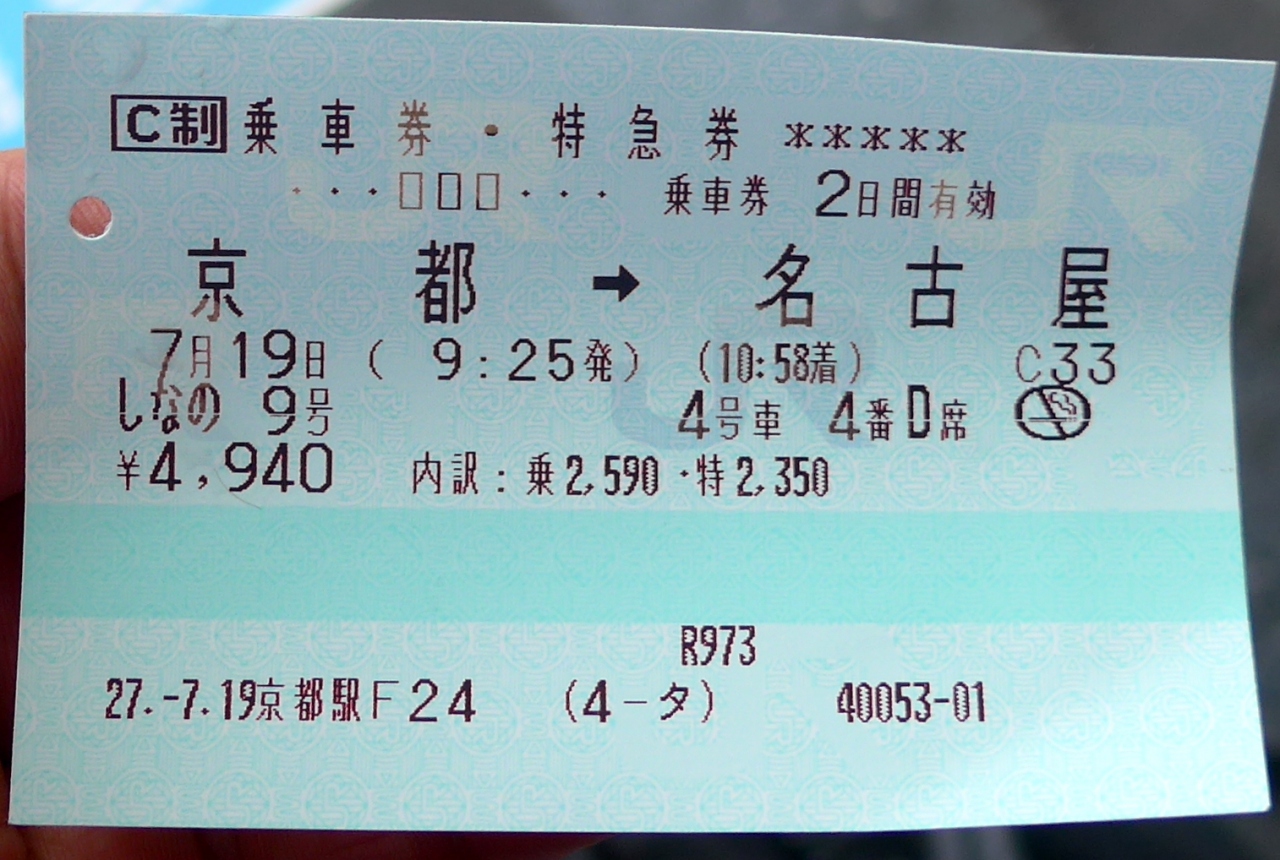 C制 乗車券・特急券 *****
・・・□□□・・・ 乗車券 2日間有効
京都 ➡ 名古屋
7月19日 ( 9:25発) (10:58着) C33
しなの 9号 4号車 4番D席
¥4,940 内訳:乗2,590・特2,350
R973
27.-7.19京都駅F24 (4-タ) 40053-01